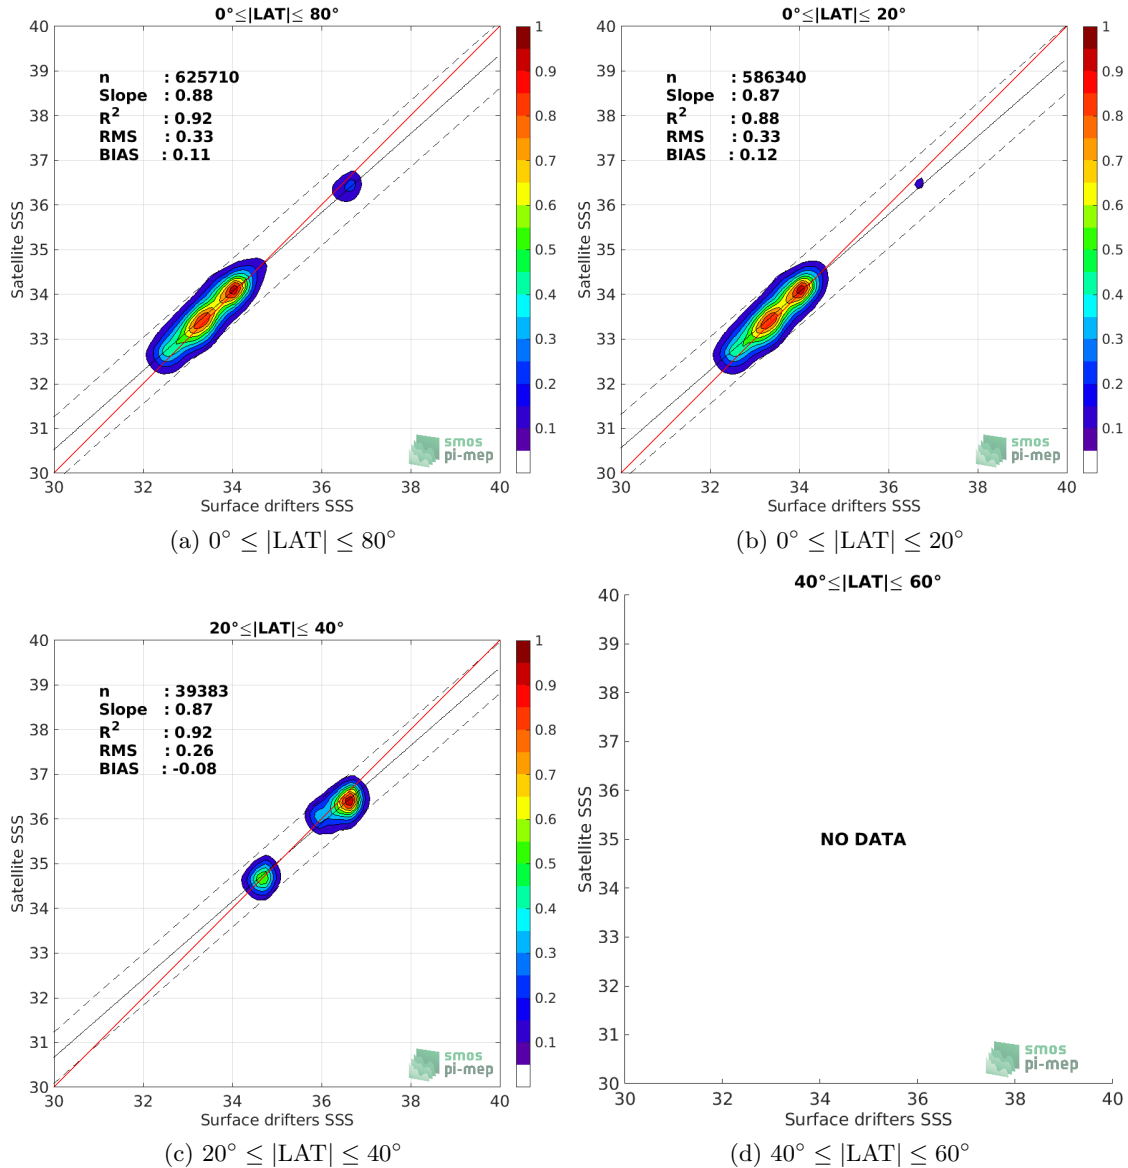 0°≤|LAT|≤ 80°
40
39
38
37
36
35
34
33
32
31
30
Satellite SSS
n : 625710
Slope : 0.88
R2 : 0.92
RMS : 0.33
BIAS : 0.11
smos
pi-mep
30 32 34 36 38 40
Surface drifters SSS
1
0.9
0.8
0.7
0.6
0.5
0.4
0.3
0.2
0.1
(a) 0° ≤ |LAT| ≤ 80°
0°≤|LAT|≤ 20°
40
39
38
37
36
35
34
33
32
31
30
Satellite SSS
n : 586340
Slope : 0.87
R2 : 0.88
RMS : 0.33
BIAS : 0.12
smos
pi-mep
30 32 34 36 38 40
Surface drifters SSS
1
0.9
0.8
0.7
0.6
0.5
0.4
0.3
0.2
0.1
(b) 0° ≤ |LAT| ≤ 20°
20°≤|LAT|≤ 40°
40
39
38
37
36
35
34
33
32
31
30
Satellite SSS
n : 39383
Slope : 0.87
R2 : 0.92
RMS : 0.26
BIAS : -0.08
smos
pi-mep
30 32 34 36 38 40
Surface drifters SSS
1
0.9
0.8
0.7
0.6
0.5
0.4
0.3
0.2
0.1
(c) 20° ≤ |LAT| ≤ 40°
40°≤|LAT|≤ 60°
40
39
38
37
36
35
34
33
32
31
30
Satellite SSS
NO DATA
smos
pi-mep
30 32 34 36 38 40
Surface drifters SSS
(d) 40° ≤ |LAT| ≤ 60°